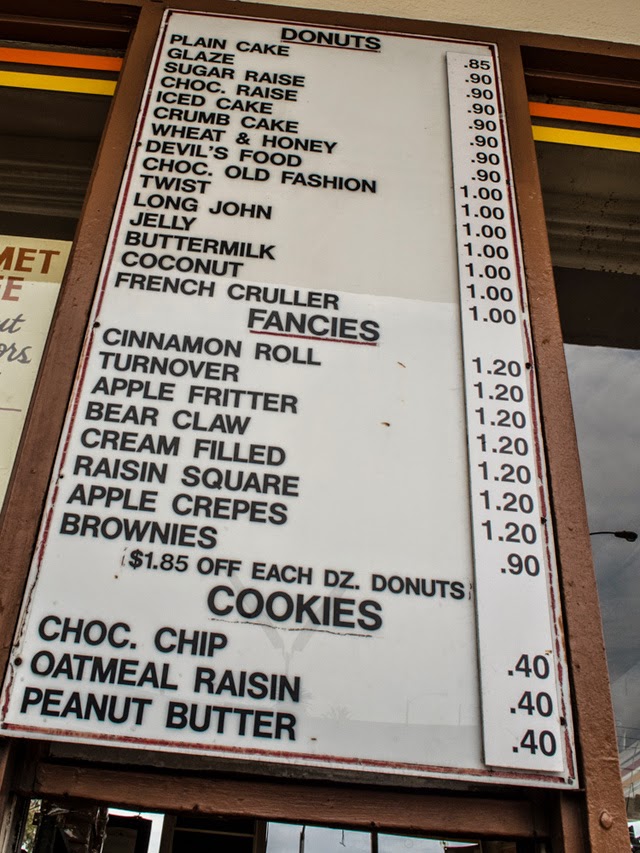 DONUTS
PLAIN CAKE .85
GLAZE .90
SUGAR RAISE .90
CHOC. RAISE .90
ICED CAKE .90
CRUMB CAKE .90
WHEAT & HONEY .90
DEVIL'S FOOD .90
CHOC. OLD FASHION 1.00
TWIST 1.00
LONG JOHN 1.00
JELLY 1.00
BUTTERMILK 1.00
COCONUT 1.00
FRENCH CRULLER 1.00
FANCIES
CINNAMON ROLL 1.20
TURNOVER 1.20
APPLE FRITTER 1.20
BEAR CLAW 1.20
CREAM FILLED 1.20
RAISIN SQUARE 1.20
APPLE CREPES 1.20
BROWNIES .90
$1.85 OFF EACH DZ. DONUTS
COOKIES
CHOC. CHIP .40
OATMEAL RAISIN .40
PEANUT BUTTER .40